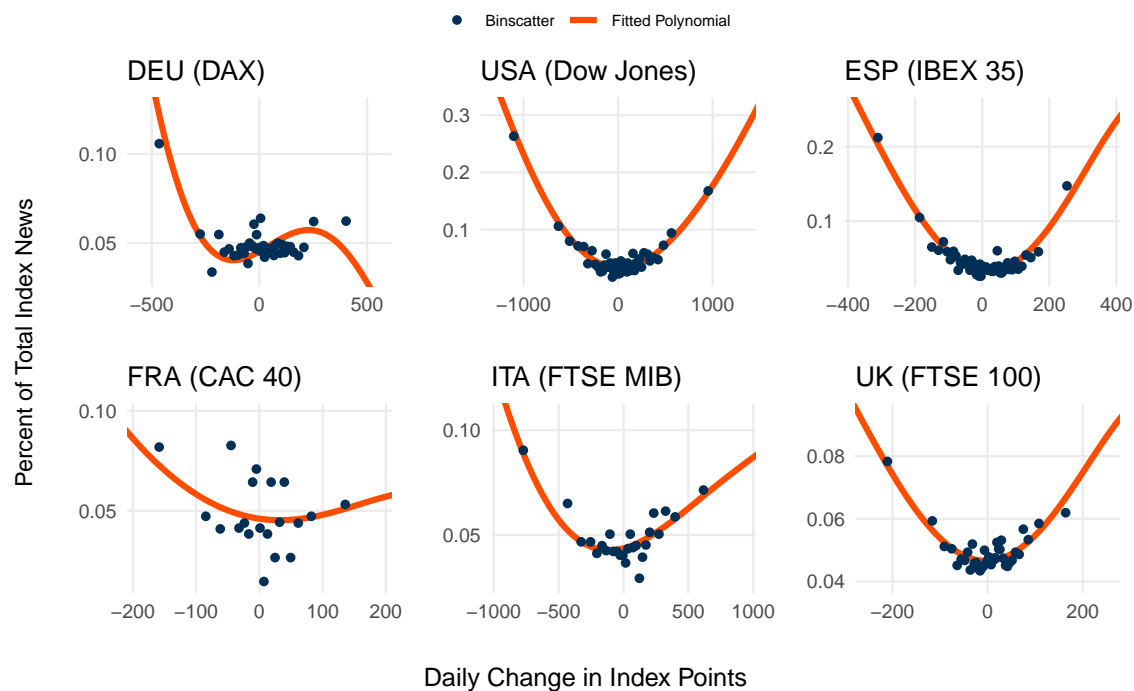 Binscatter Fitted Polynomial
Percent of Total Index News
DEU (DAX)
0.10
0.05
−500 0 500
USA (Dow Jones)
0.3
0.2
0.1
−1000 0 1000
ESP (IBEX 35)
0.2
0.1
−400 −200 0 200 400
FRA (CAC 40)
0.10
0.05
−200 −100 0 100 200
ITA (FTSE MIB)
0.10
0.05
−1000 −500 0 500 1000
UK (FTSE 100)
0.08
0.06
0.04
−200 0 200
Daily Change in Index Points